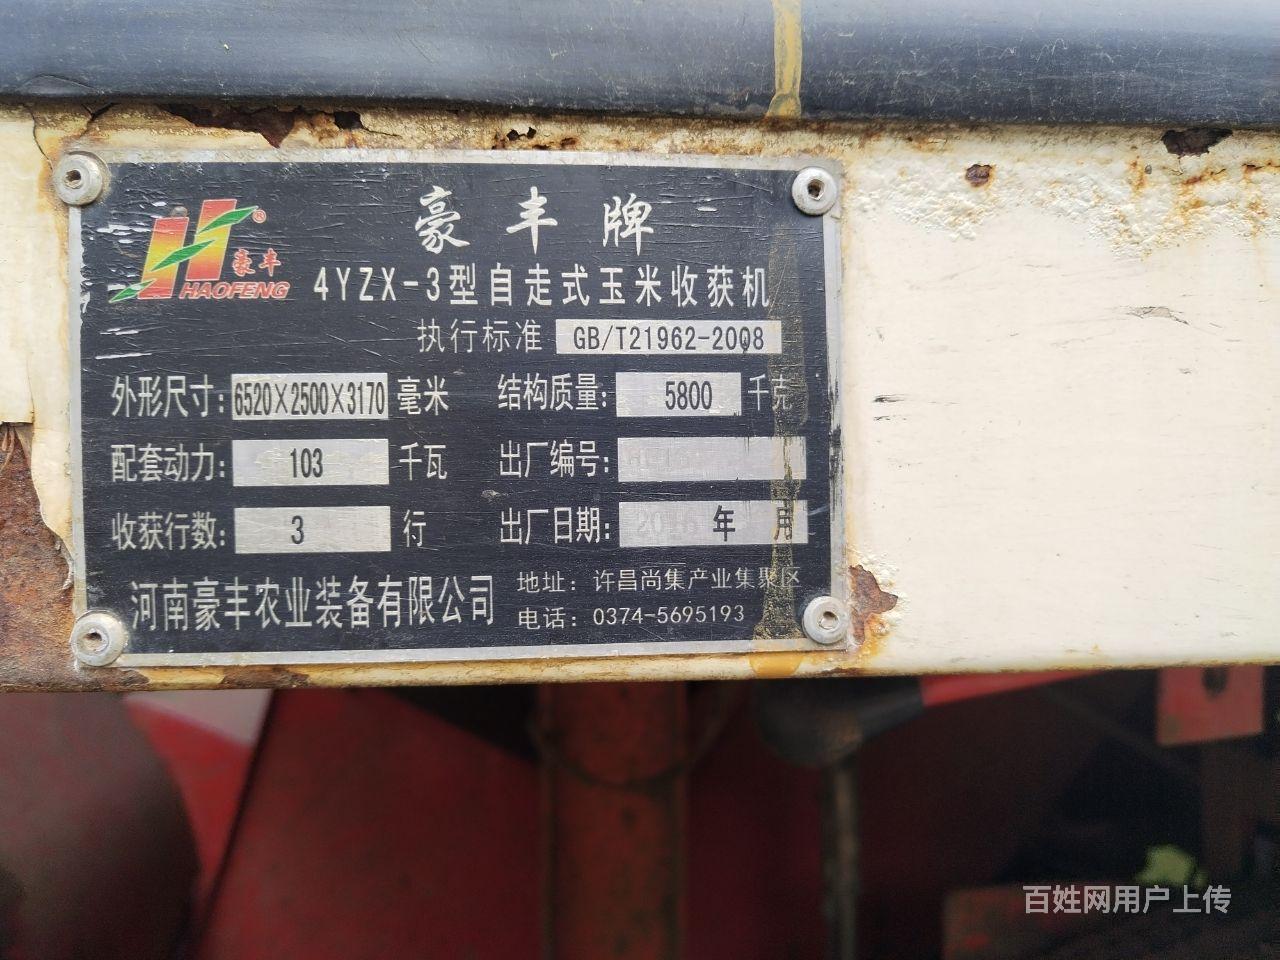 豪丰牌
豪丰®
HAOFENG
4YZX-3型自走式玉米收获机
执行标准 GB/T21962-2008
外形尺寸: 6520×2500×3170 毫米 结构质量: 5800 千克
配套动力: 103 千瓦 出厂编号:
收获行数: 3 行 出厂日期: 年 月
河南豪丰农业装备有限公司
地址: 许昌尚集产业集聚区
电话: 0374-5695193
百姓网用户上传